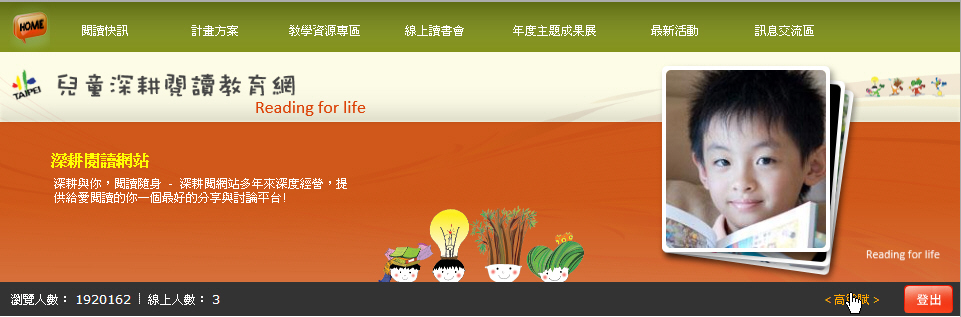 HOME
閱讀快訊
計畫方案
教學資源專區
線上讀書會
年度主題成果展
最新活動
訊息交流區
TAIPEI
兒童深耕閱讀教育網
Reading for life
深耕閱讀網站
深耕與你，閱讀隨身 - 深耕閱網站多年來深度經營，提
供給愛閱讀的你一個最好的分享與討論平台!
Reading for life
瀏覽人數： 1920162 | 線上人數： 3
登出